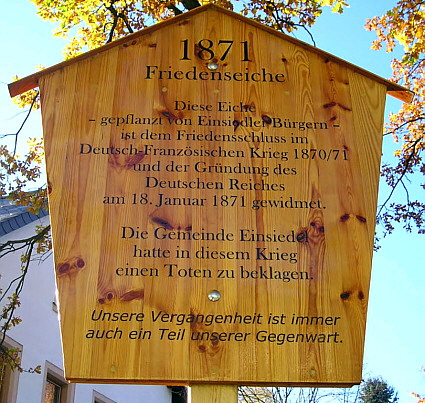 1871
Friedenseiche
Diese Eiche
– gepflanzt von Einsiedler Bürgern –
ist dem Friedensschluss im
Deutsch-Französischen Krieg 1870/71
und der Gründung des
Deutschen Reiches
am 18. Januar 1871 gewidmet.
Die Gemeinde Einsiedel
hatte in diesem Krieg
einen Toten zu beklagen.
Unsere Vergangenheit ist immer
auch ein Teil unserer Gegenwart.